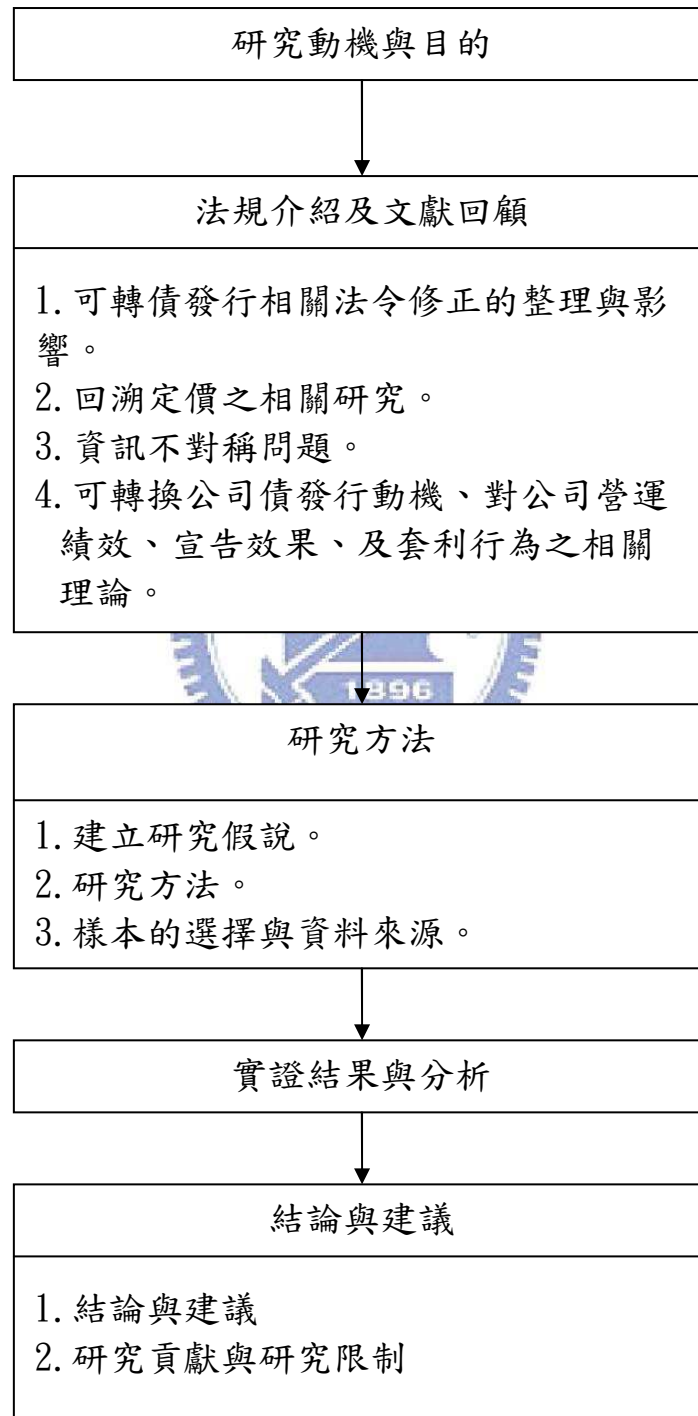 研究動機與目的
法規介紹及文獻回顧
1.可轉債發行相關法令修正的整理與影
響。
2.回溯定價之相關研究。
3.資訊不對稱問題。
4.可轉換公司債發行動機、對公司營運
績效、宣告效果、及套利行為之相關
理論。
1896
研究方法
1.建立研究假說。
2.研究方法。
3.樣本的選擇與資料來源。
實證結果與分析
結論與建議
1.結論與建議
2.研究貢獻與研究限制